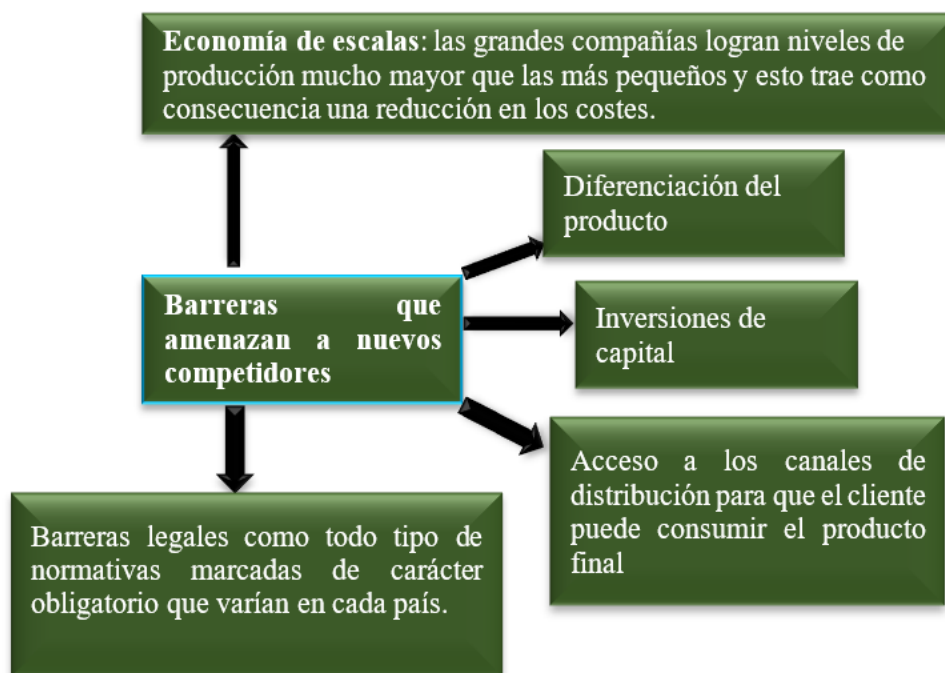 Economía de escalas: las grandes compañías logran niveles de
producción mucho mayor que las más pequeños y esto trae como
consecuencia una reducción en los costes.
Diferenciación del
producto
Barreras que
amenazan a nuevos
competidores
Inversiones de
capital
Acceso a los canales de
distribución para que el cliente
puede consumir el producto
final
Barreras legales como todo tipo de
normativas marcadas de carácter
obligatorio que varían en cada país.